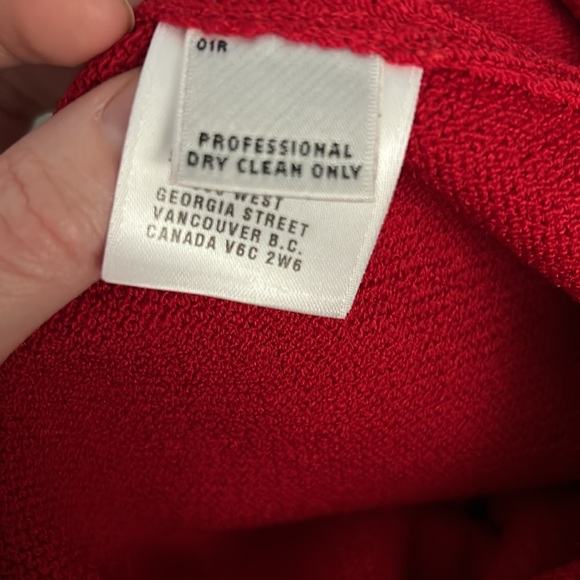 01R
PROFESSIONAL
DRY CLEAN ONLY
WEST
GEORGIA STREET
VANCOUVER B.C.
CANADA V6C 2W6